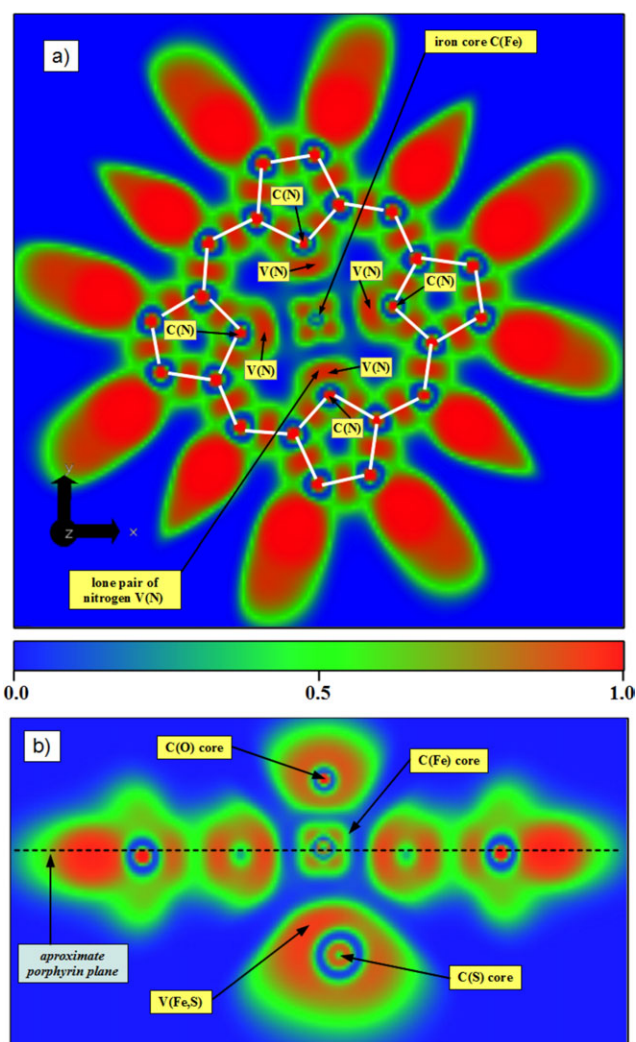 a)
iron core C(Fe)
C(N)
V(N)
V(N)
C(N)
C(N)
V(N)
V(N)
C(N)
Y
Z
X
lone pair of
nitrogen V(N)
0.0
0.5
1.0
b)
C(O) core
C(Fe) core
aproximate
porphyrin plane
C(S) core
V(Fe,S)